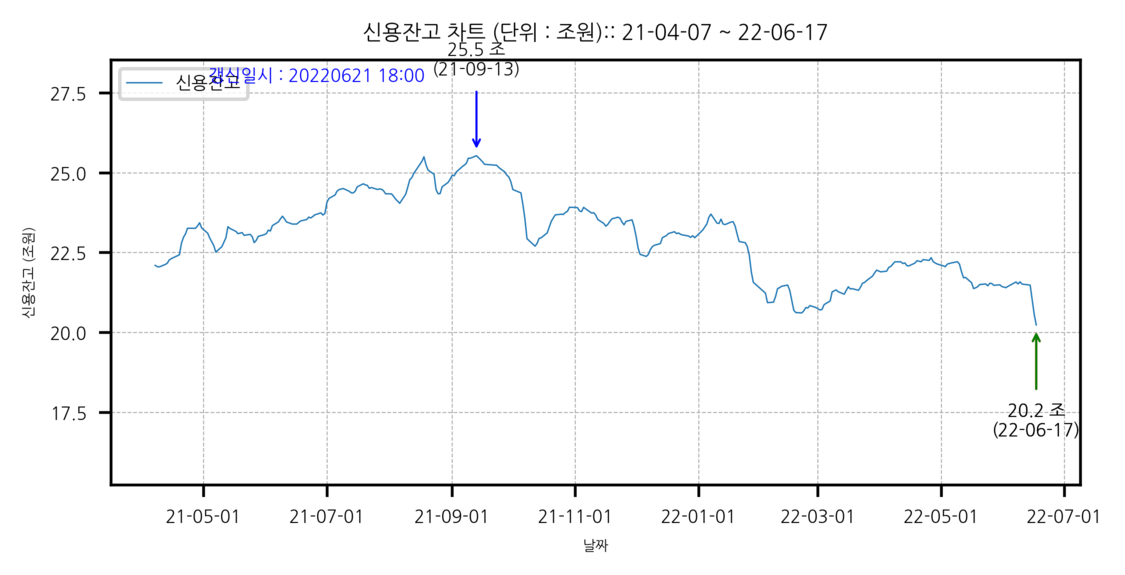 신용잔고 차트 (단위 : 조원):: 21-04-07 ~ 22-06-17
25.5 조
(21-09-13)
갱신일시 : 20220621 18:00
신용잔고
27.5
25.0
22.5
20.0
17.5
신용잔고 (조원)
20.2 조
(22-06-17)
21-05-01
21-07-01
21-09-01
21-11-01
22-01-01
22-03-01
22-05-01
22-07-01
날짜